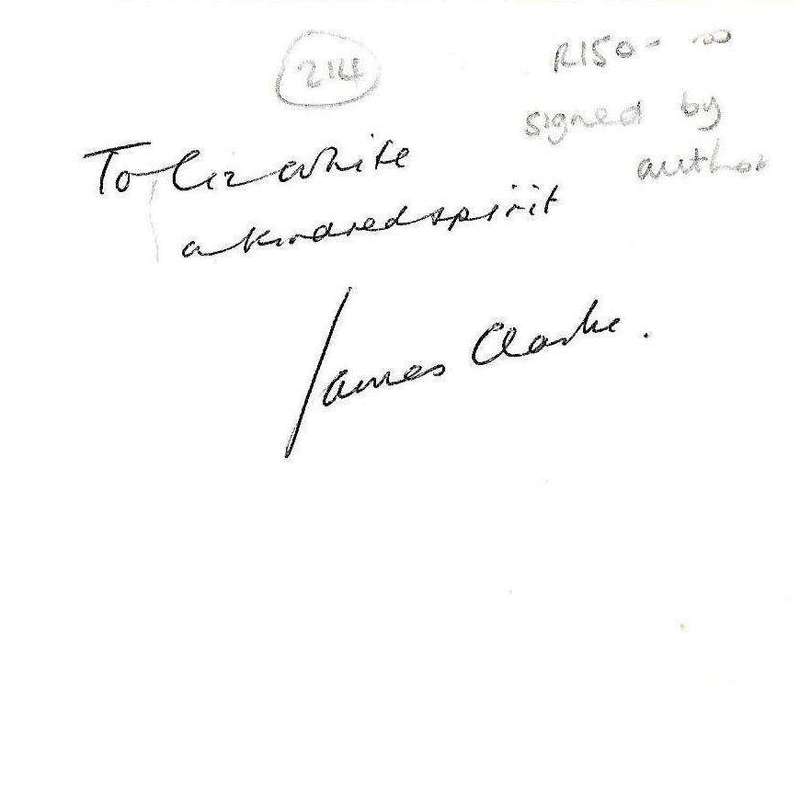 214
R150-00
signed by
author
To Liz White
a kindred spirit
James Clarke.